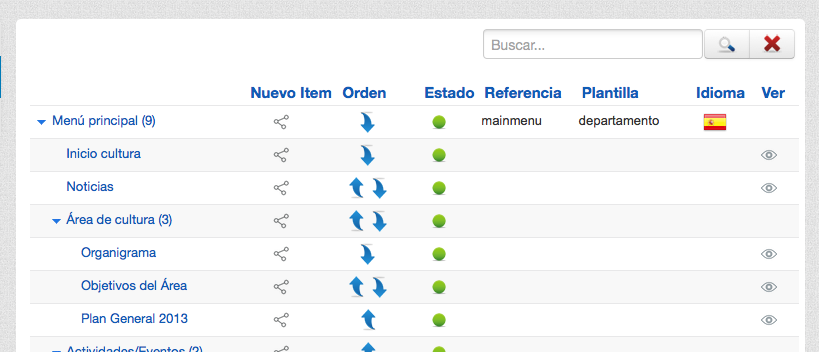 Buscar...
Nuevo Item Orden Estado Referencia Plantilla Idioma Ver
Menú principal (9) mainmenu departamento
Inicio cultura
Noticias
Área de cultura (3)
Organigrama
Objetivos del Área
Plan General 2013
Actividades/Eventos (2)